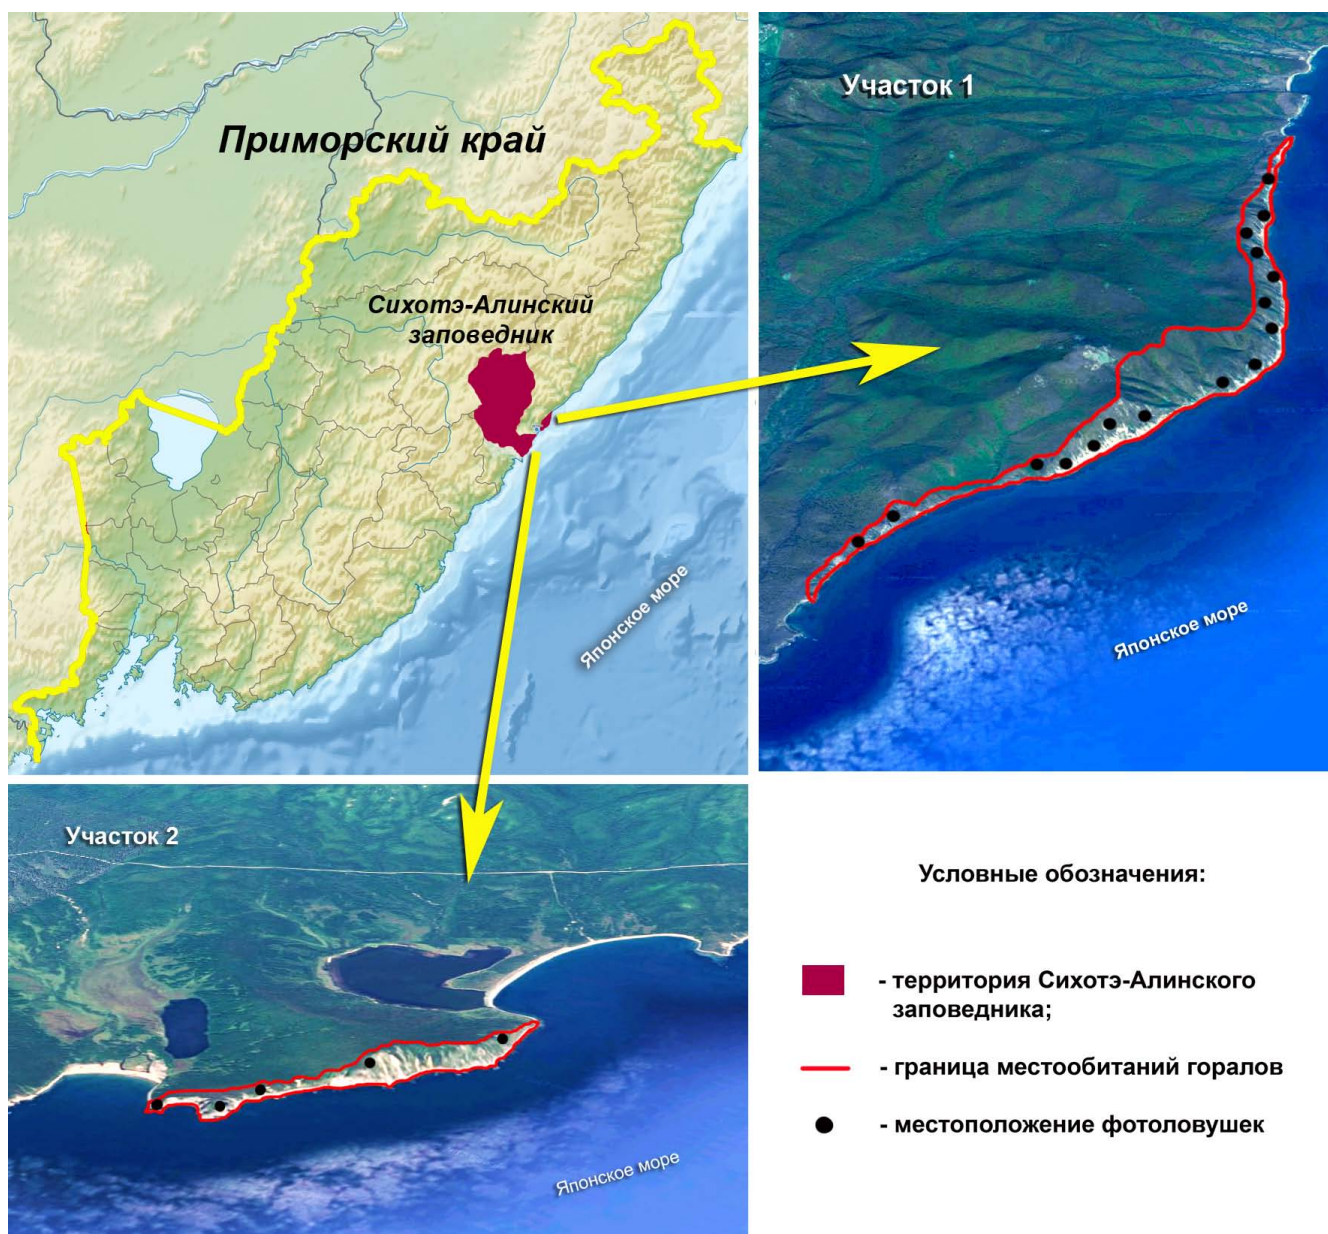 Приморский край
Сихотэ-Алинский
заповедник
Японское море
Участок 1
Японское море
Участок 2
Японское море
Условные обозначения:
- территория Сихотэ-Алинского
заповедника;
- граница местообитаний горалов
- местоположение фотоловушек